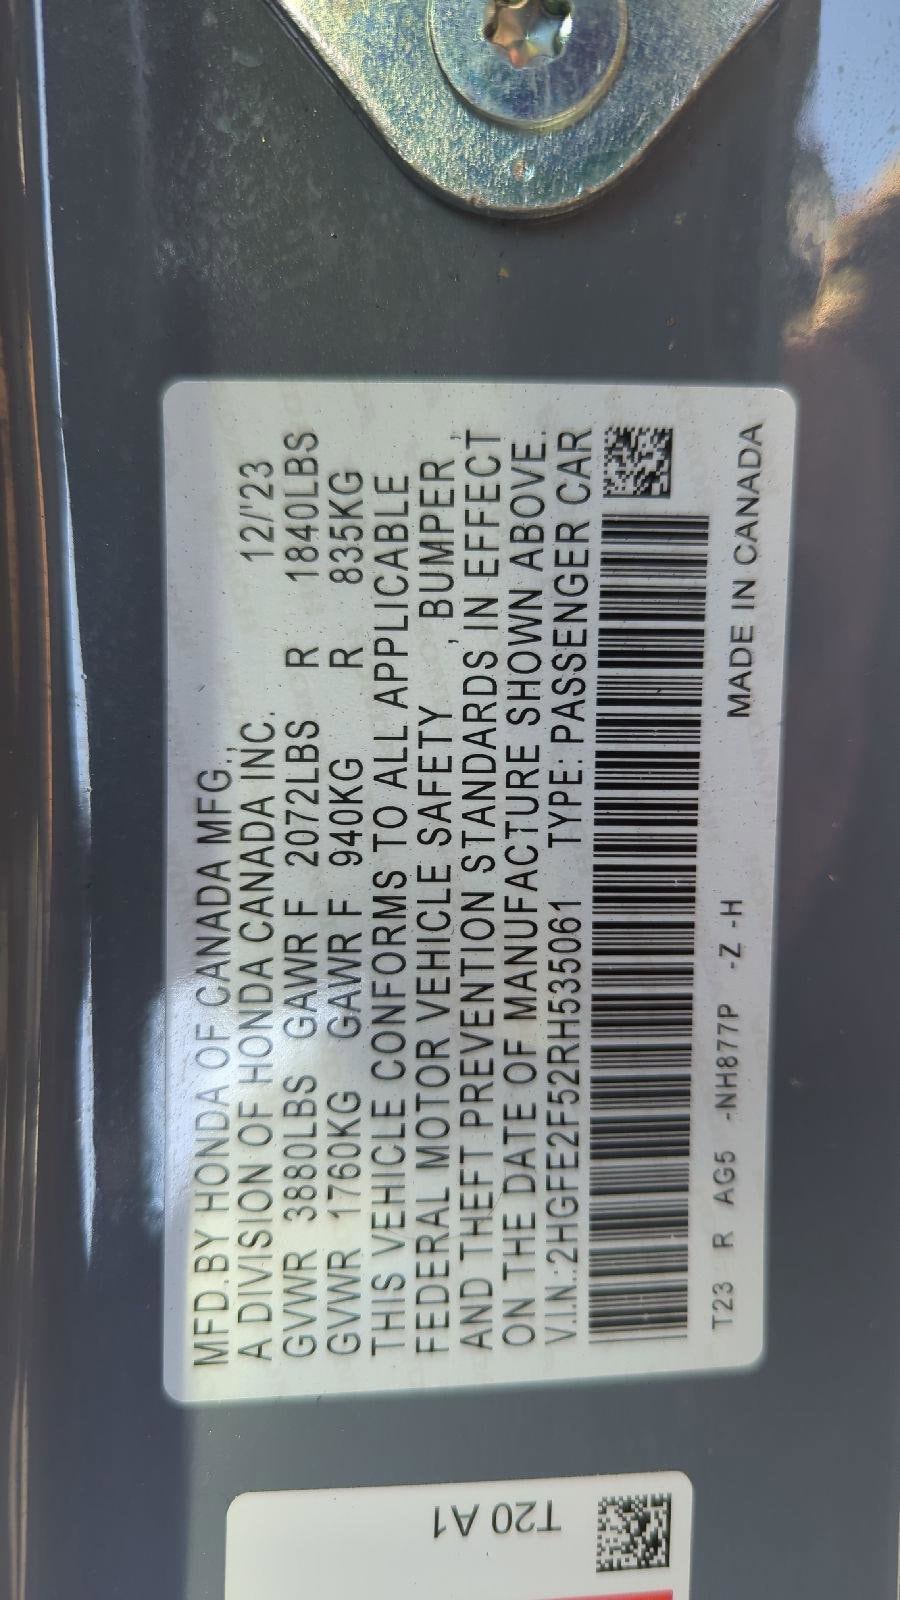 MFD.BY HONDA OF CANADA MFG.,
A DIVISION OF HONDA CANADA INC. 12/'23
GVWR 3880LBS GAWR F 2072LBS R 1840LBS
GVWR 1760KG GAWR F 940KG R 835KG
THIS VEHICLE CONFORMS TO ALL APPLICABLE
FEDERAL MOTOR VEHICLE SAFETY, BUMPER,
AND THEFT PREVENTION STANDARDS IN EFFECT
ON THE DATE OF MANUFACTURE SHOWN ABOVE.
V.I.N.:2HGFE2F52RH535061 TYPE:PASSENGER CAR
T23 R AG5 -NH877P -Z -H MADE IN CANADA
T20 A1